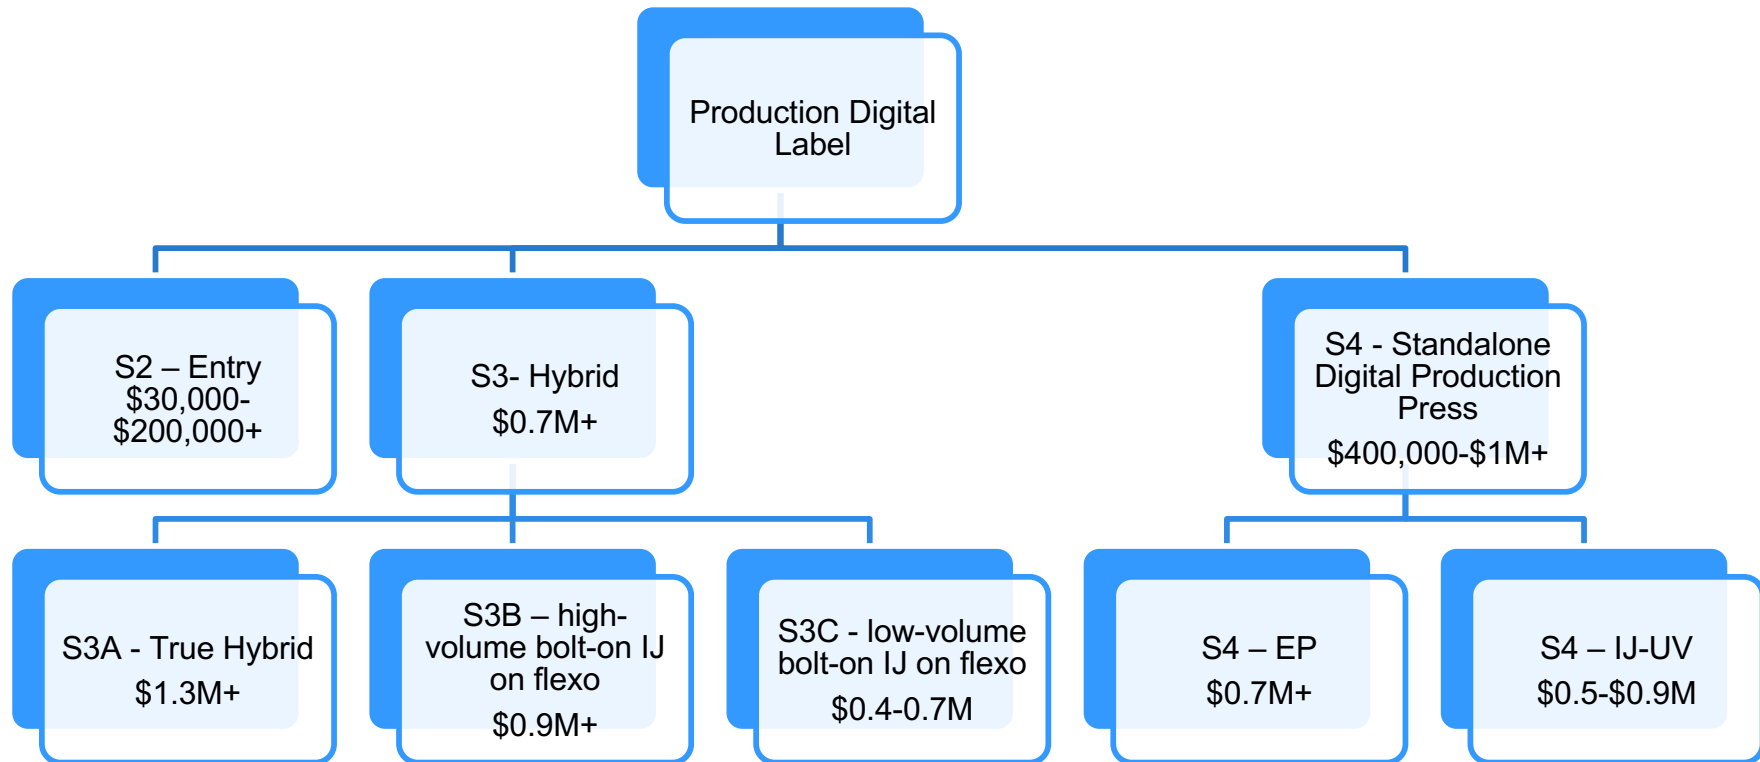 Production Digital
Label
S2 – Entry
$30,000-
$200,000+
S3- Hybrid
$0.7M+
S4 - Standalone
Digital Production
Press
$400,000-$1M+
S3A - True Hybrid
$1.3M+
S3B – high-
volume bolt-on IJ
on flexo
$0.9M+
S3C - low-volume
bolt-on IJ on flexo
$0.4-0.7M
S4 – EP
$0.7M+
S4 – IJ-UV
$0.5-$0.9M